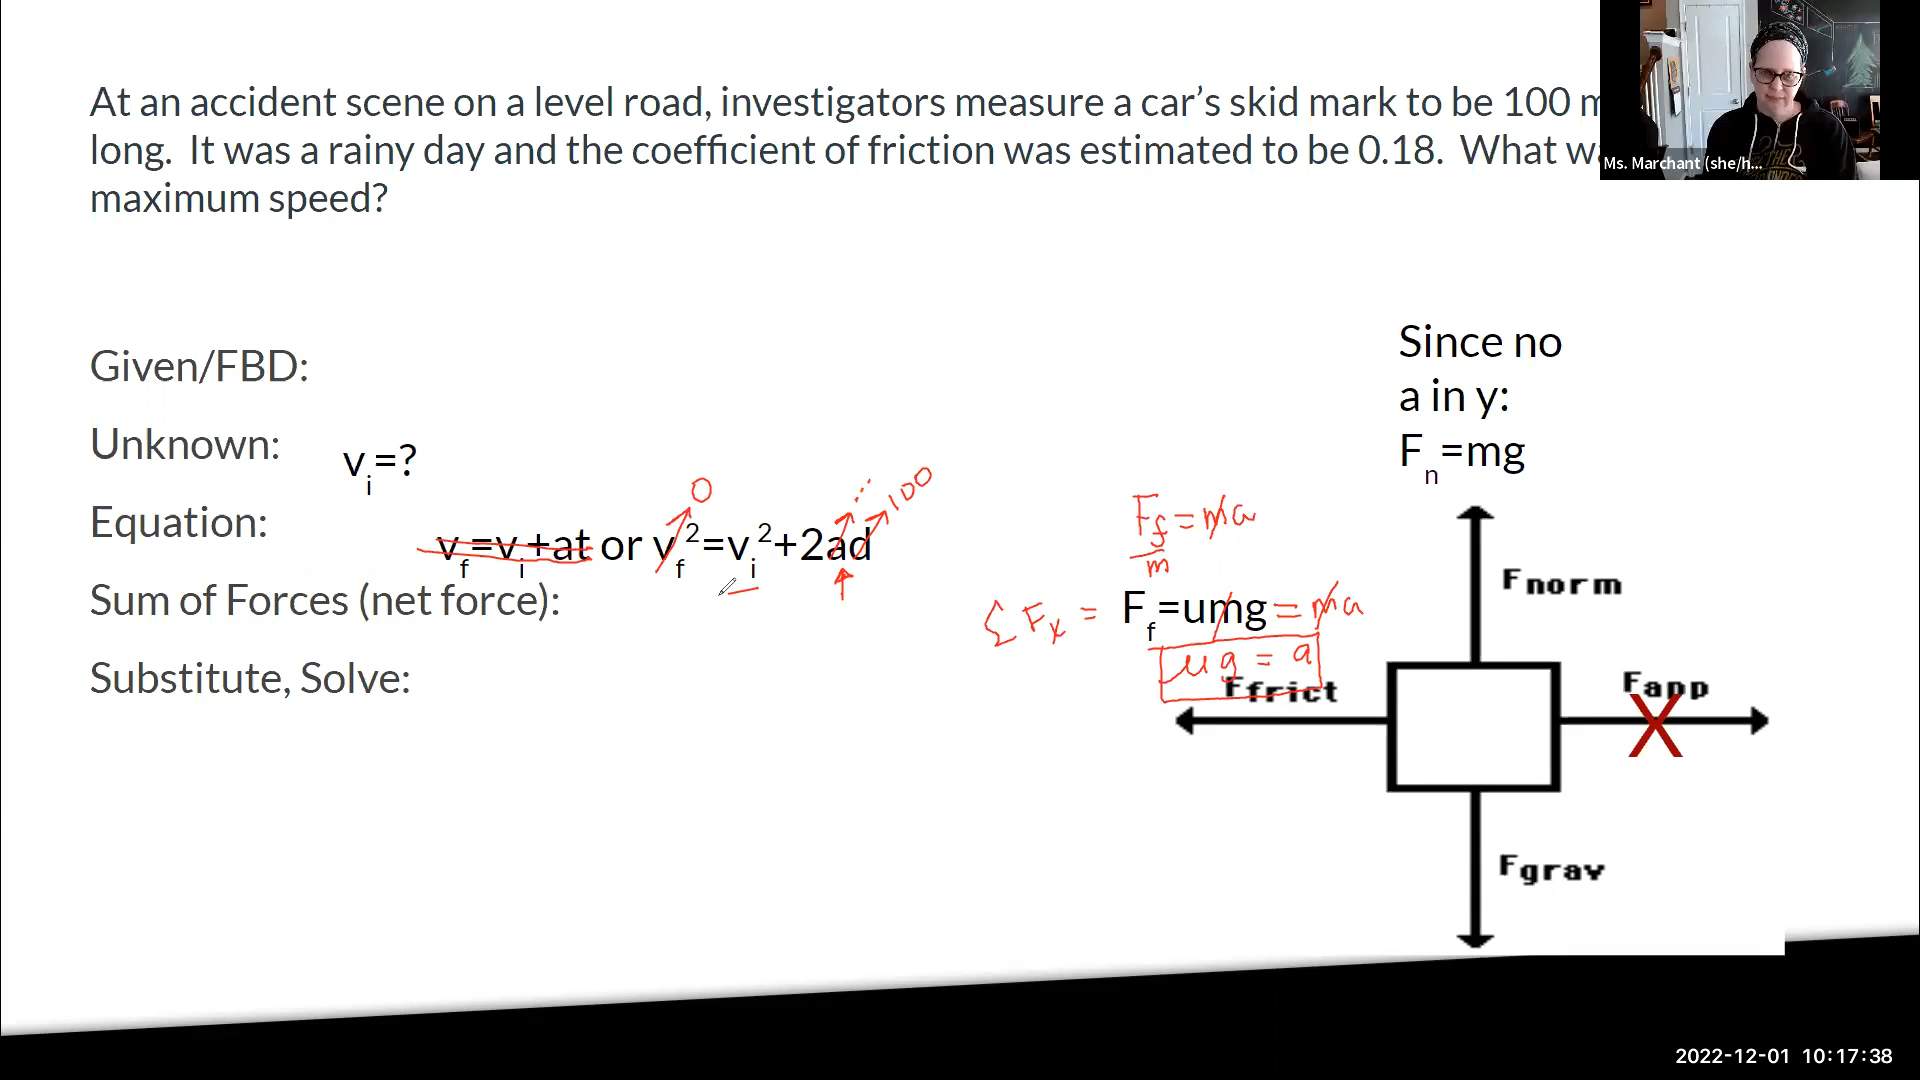 At an accident scene on a level road, investigators measure a car’s skid mark to be 100 m
long. It was a rainy day and the coefficient of friction was estimated to be 0.18. What
maximum speed?
Ms. Marchant (she/h...
Given/FBD:
Unknown:
vi=?
Equation:
vf=vi+at or vf²=vi²+2ad
0
...
100
Sum of Forces (net force):
Substitute, Solve:
Since no
a in y:
Fn=mg
Ff = ma
m
Σ Fx = Ff=umg = ma
μg = a
Fnorm
Ffrict
Fapp
X
Fgrav
2022-12-01 10:17:38